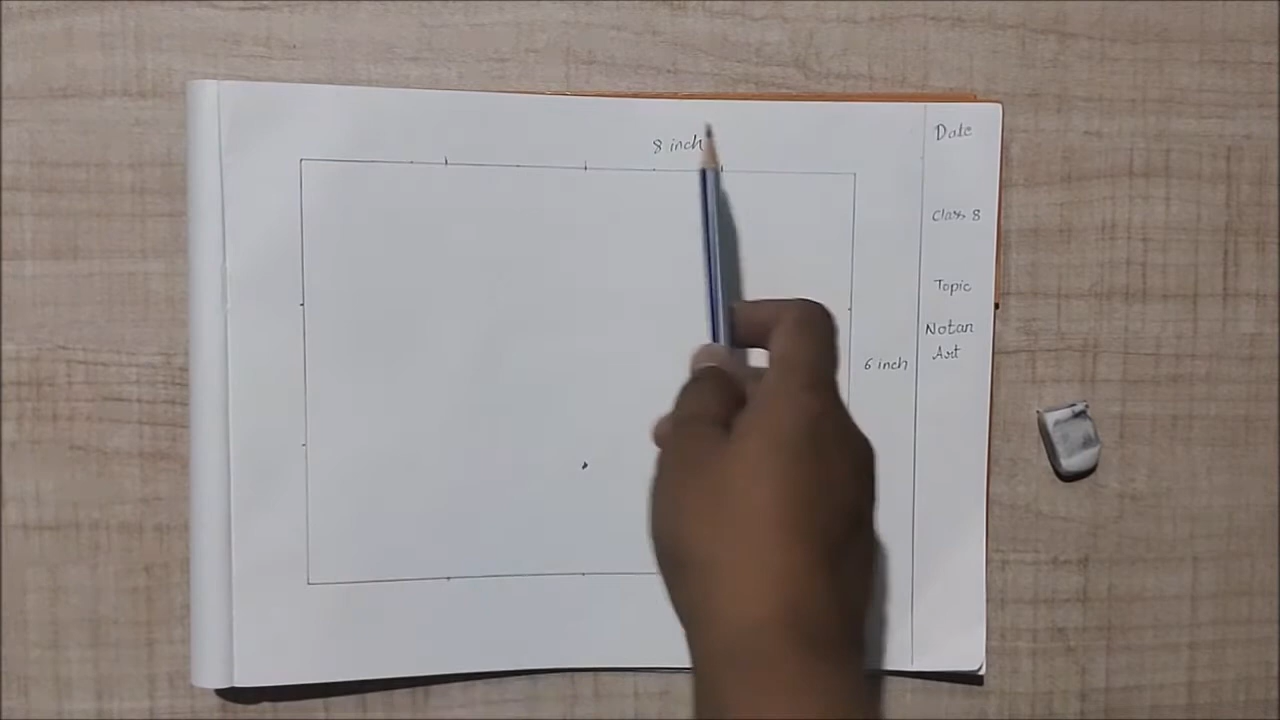 8 inch
Date
Class 8
Topic
Notan
Art
6 inch